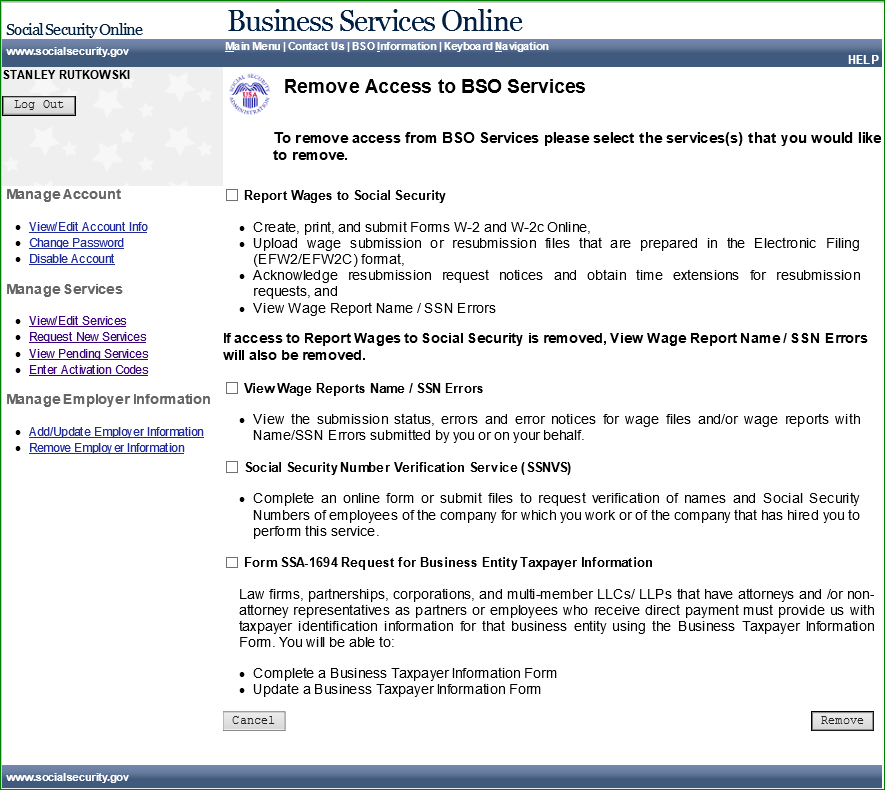 Social Security Online
Business Services Online
www.socialsecurity.gov
Main Menu | Contact Us | BSO Information | Keyboard Navigation
HELP
STANLEY RUTKOWSKI
Log Out
SOCIAL SECURITY ADMINISTRATION
USA
Remove Access to BSO Services
To remove access from BSO Services please select the services(s) that you would like
to remove.
Manage Account
View/Edit Account Info
Change Password
Disable Account
Manage Services
View/Edit Services
Request New Services
View Pending Services
Enter Activation Codes
Manage Employer Information
Add/Update Employer Information
Remove Employer Information
Report Wages to Social Security
• Create, print, and submit Forms W-2 and W-2c Online,
• Upload wage submission or resubmission files that are prepared in the Electronic Filing
(EFW2/EFW2C) format,
• Acknowledge resubmission request notices and obtain time extensions for resubmission
requests, and
• View Wage Report Name / SSN Errors
If access to Report Wages to Social Security is removed, View Wage Report Name / SSN Errors
will also be removed.
View Wage Reports Name / SSN Errors
• View the submission status, errors and error notices for wage files and/or wage reports with
Name/SSN Errors submitted by you or on your behalf.
Social Security Number Verification Service (SSNVS)
• Complete an online form or submit files to request verification of names and Social Security
Numbers of employees of the company for which you work or of the company that has hired you to
perform this service.
Form SSA-1694 Request for Business Entity Taxpayer Information
Law firms, partnerships, corporations, and multi-member LLCs/ LLPs that have attorneys and /or non-
attorney representatives as partners or employees who receive direct payment must provide us with
taxpayer identification information for that business entity using the Business Taxpayer Information
Form. You will be able to:
• Complete a Business Taxpayer Information Form
• Update a Business Taxpayer Information Form
Cancel
Remove
www.socialsecurity.gov